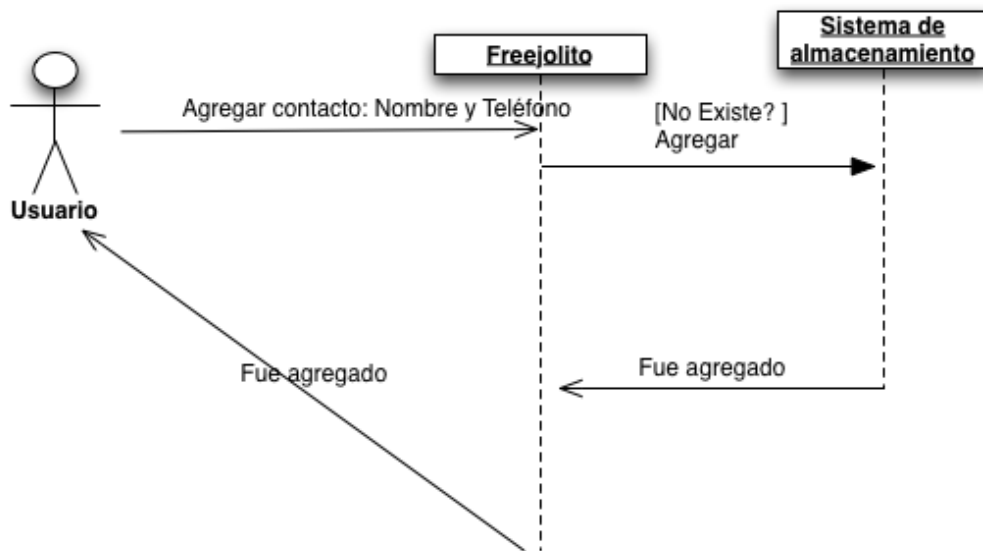 Sistema de
almacenamiento
Freejolito
Agregar contacto: Nombre y Teléfono
[No Existe? ]
Agregar
Usuario
Fue agregado
Fue agregado